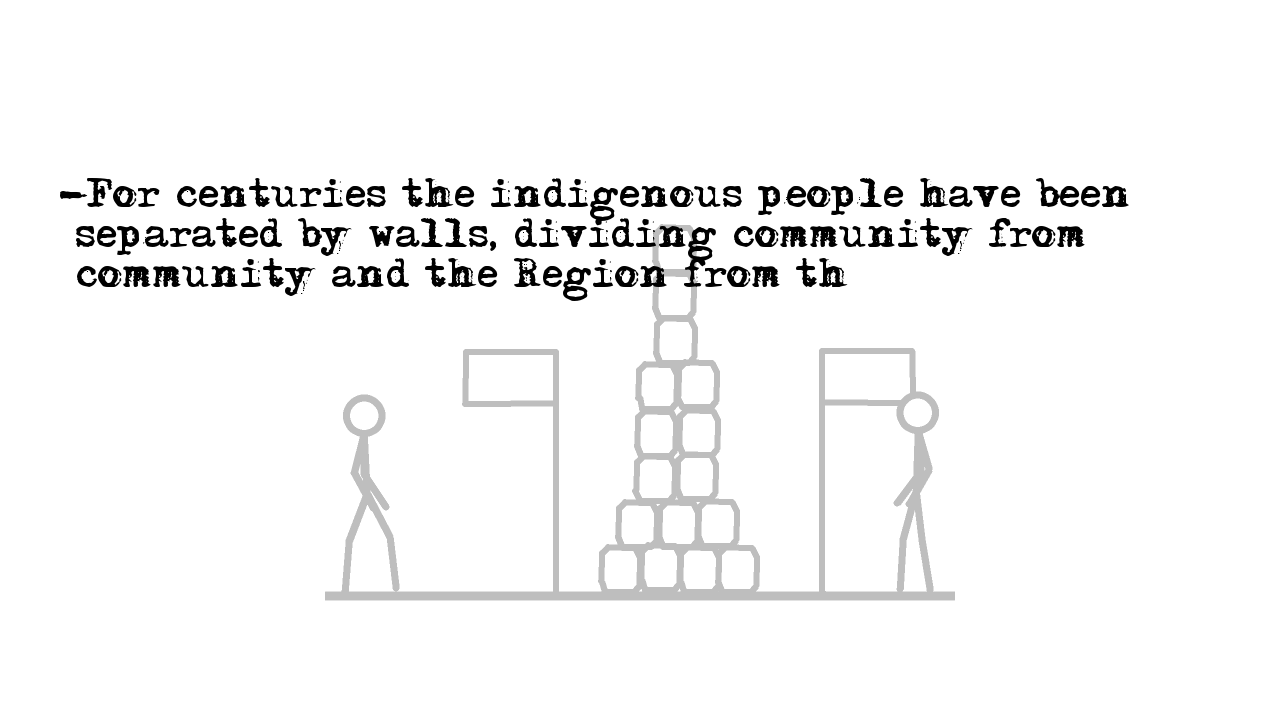 -For centuries the indigenous people have been
separated by walls, dividing community from
community and the Region from th